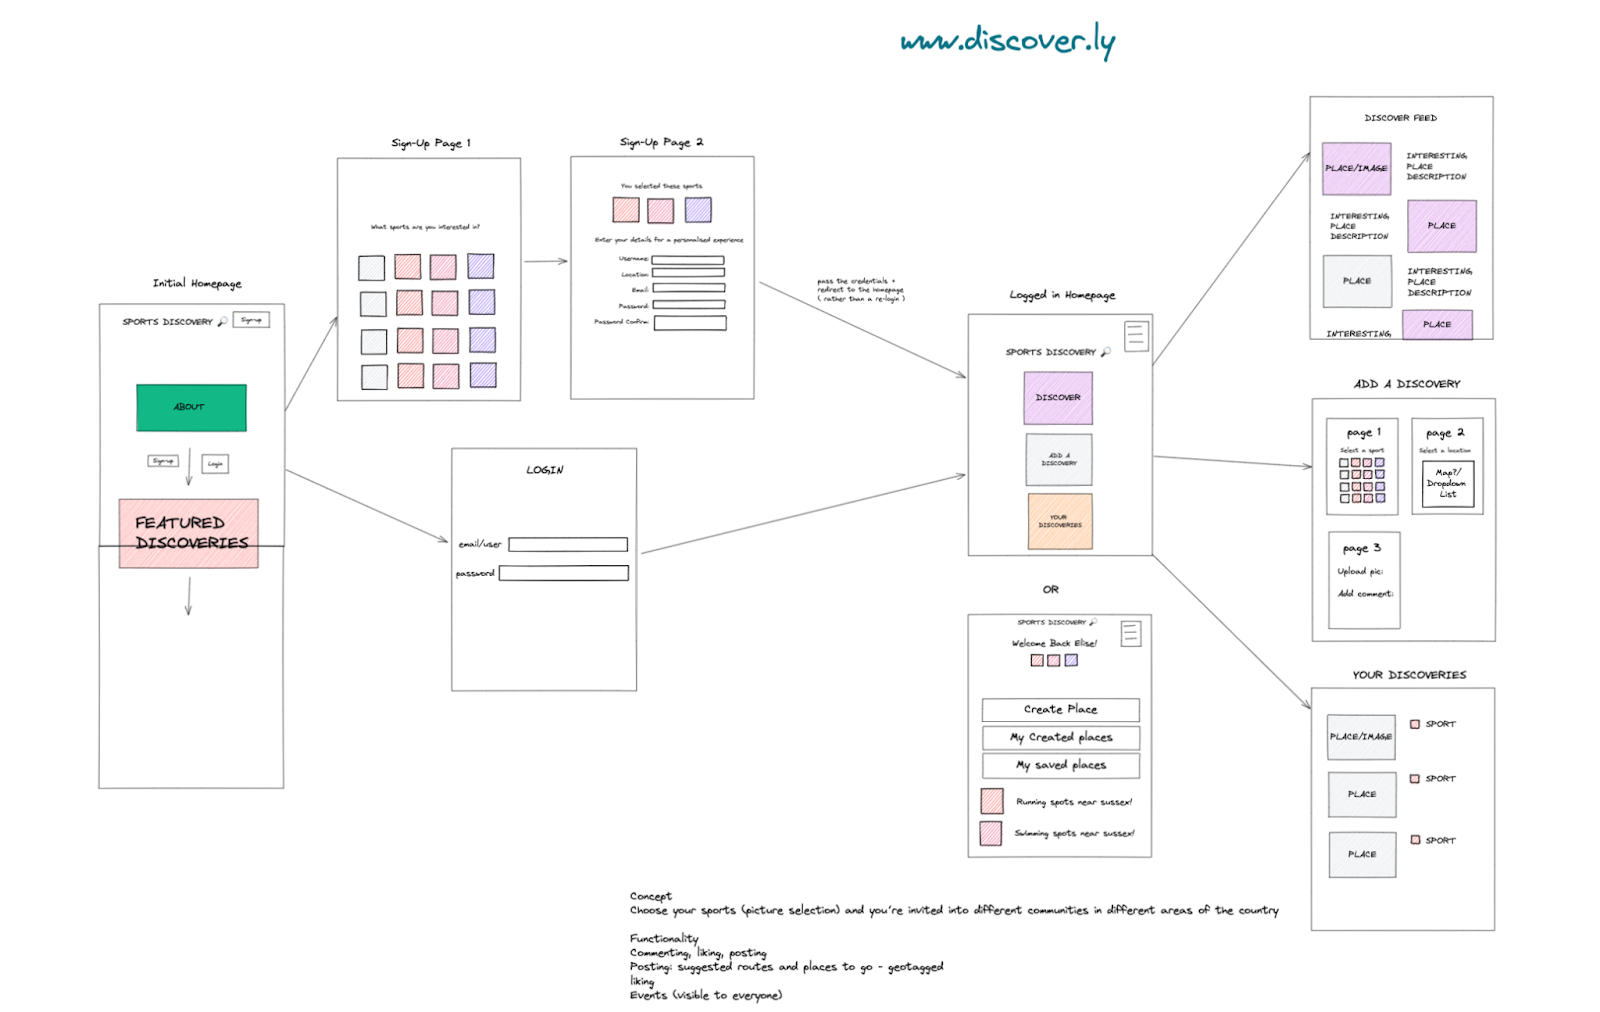 www.discover.ly
Initial Homepage
SPORTS DISCOVERY
Sign-up
ABOUT
Sign-up
Login
FEATURED
DISCOVERIES
Sign-Up Page 1
What sports are you interested in?
Sign-Up Page 2
You selected these sports
Enter your details for a personalised experience
Username:
Location:
Email:
Password:
Password Confirm:
LOGIN
email/user
password
pass the credentials +
redirect to the homepage
( rather than a re-login )
Logged in Homepage
SPORTS DISCOVERY
DISCOVER
ADD A
DISCOVERY
YOUR
DISCOVERIES
OR
SPORTS DISCOVERY
Welcome Back Elise!
Create Place
My Created places
My saved places
Running spots near sussex!
Swimming spots near sussex!
DISCOVER FEED
PLACE/IMAGE
INTERESTING
PLACE
DESCRIPTION
INTERESTING
PLACE
DESCRIPTION
PLACE
PLACE
INTERESTING
PLACE
DESCRIPTION
INTERESTING
PLACE
ADD A DISCOVERY
page 1
Select a sport
page 2
Select a location
Map?/
Dropdown
List
page 3
Upload pic:
Add comment:
YOUR DISCOVERIES
PLACE/IMAGE
SPORT
PLACE
SPORT
PLACE
SPORT
Concept
Choose your sports (picture selection) and you're invited into different communities in different areas of the country
Functionality
Commenting, liking, posting
Posting: suggested routes and places to go - geotagged
liking
Events (visible to everyone)